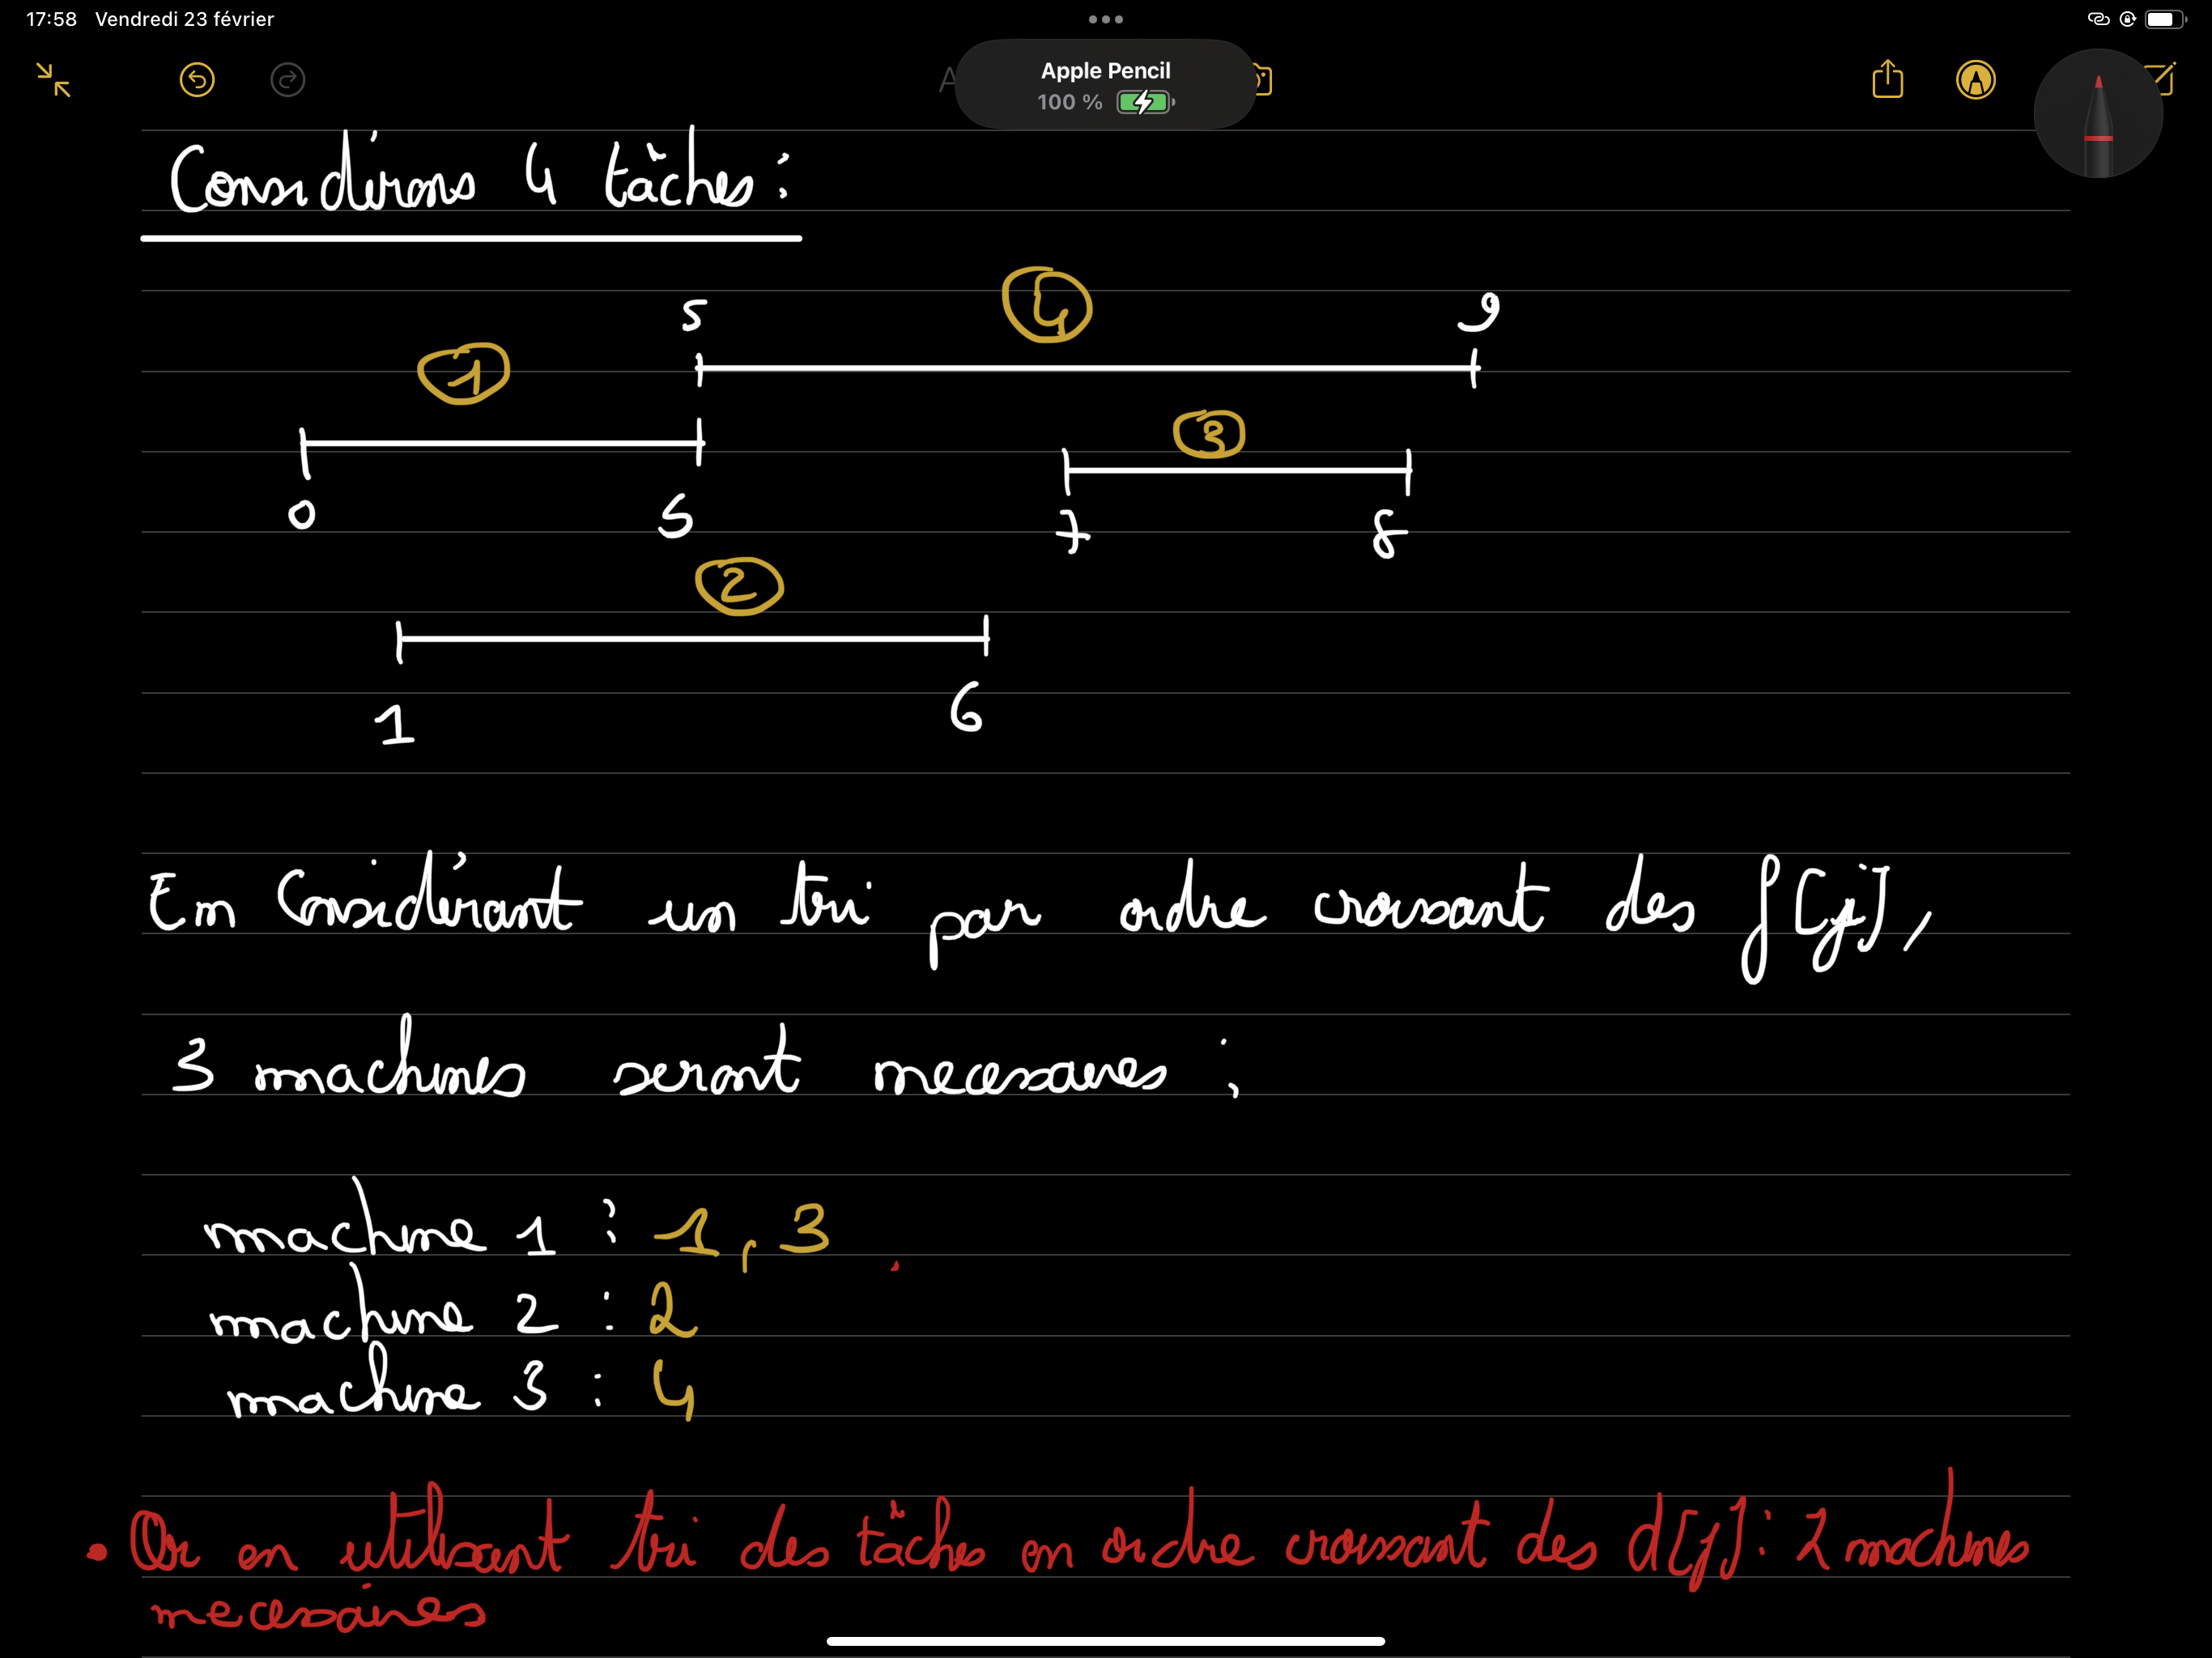 17:58 Vendredi 23 février
Apple Pencil
100 %
Considérons 4 tâches :
4
5 9
1
3
0 5 7 8
2
1 6
En Considérant un tri par ordre croissant des f[j],
3 machines seront necessaires :
machine 1 : 1, 3
machine 2 : 2
machine 3 : 4
• Or en utilisant tri des tâches en ordre croissant des d[j] : 2 machines
necessaires